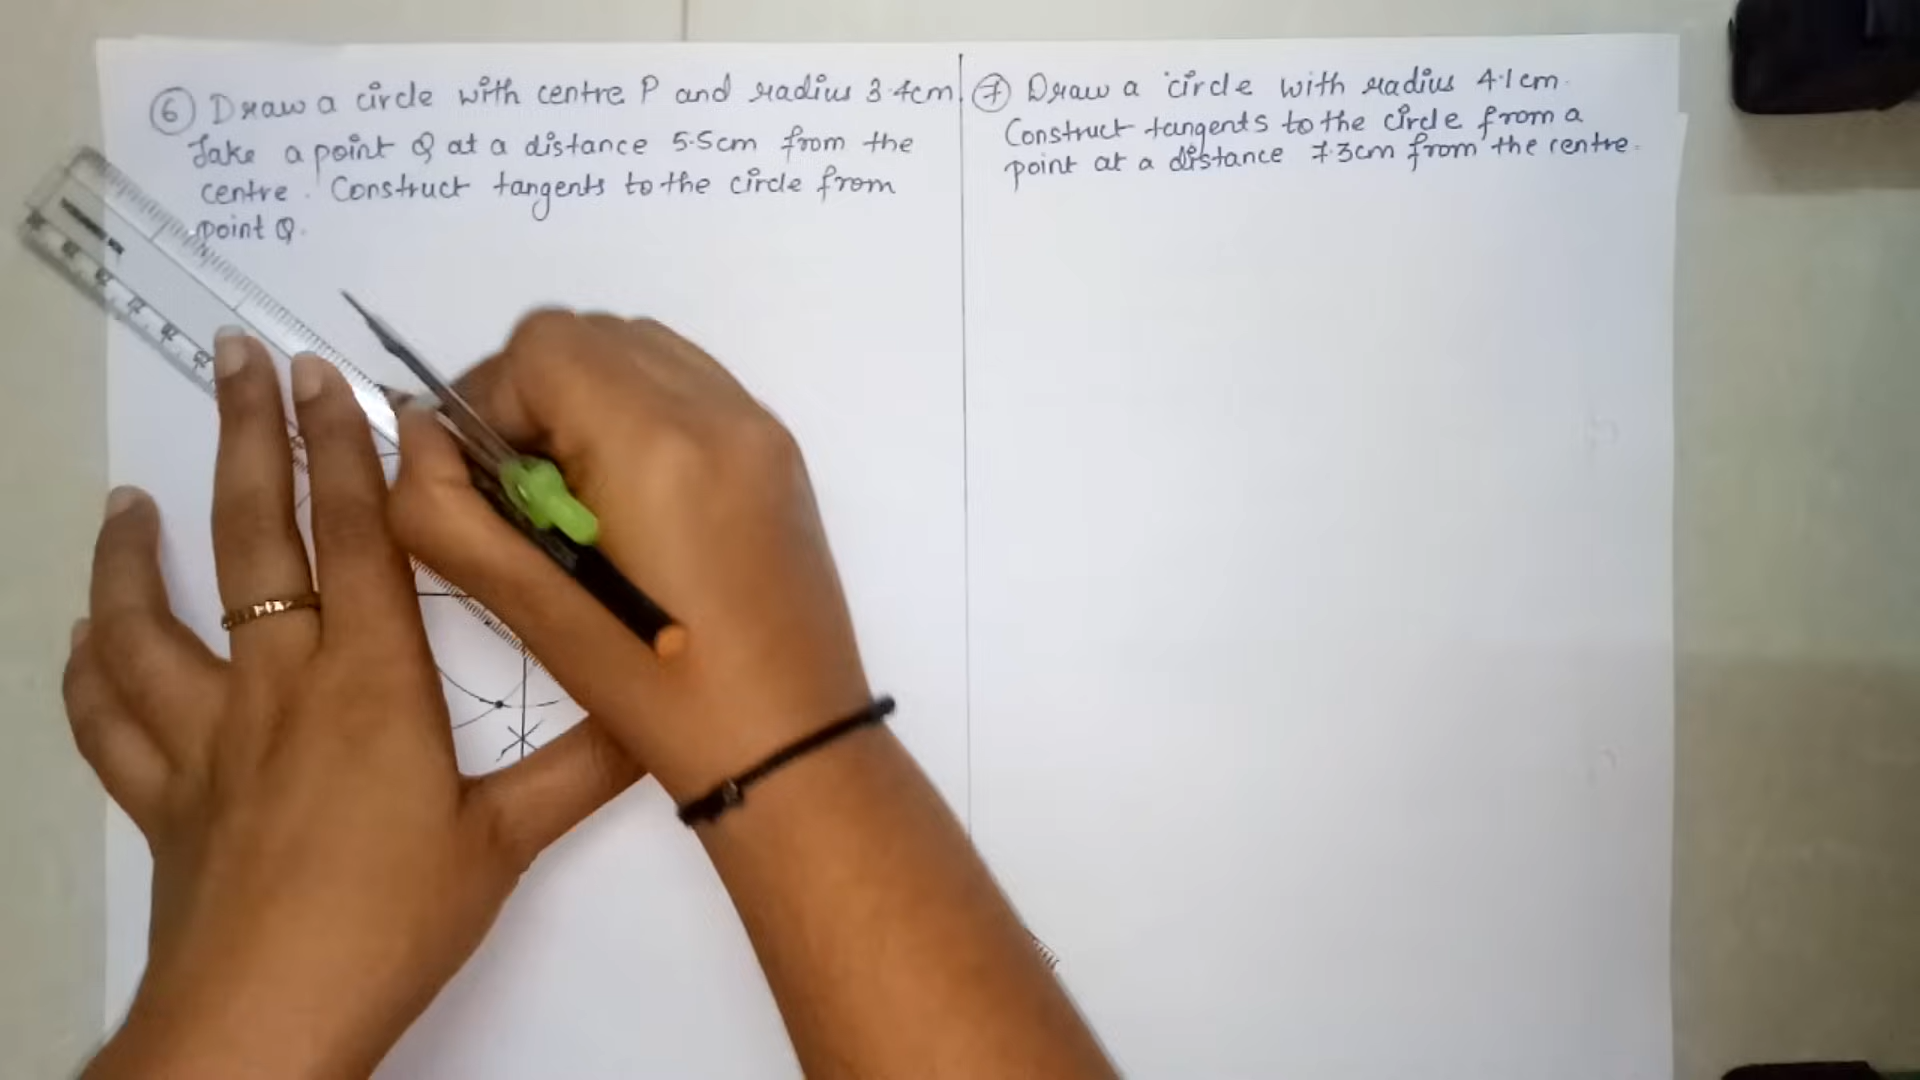 ⑥ Draw a circle with centre P and radius 3.4cm.
Take a point Q at a distance 5.5cm from the
centre. Construct tangents to the circle from
point Q.
⑦ Draw a circle with radius 4.1cm.
Construct tangents to the circle from a
point at a distance 7.3cm from the centre.